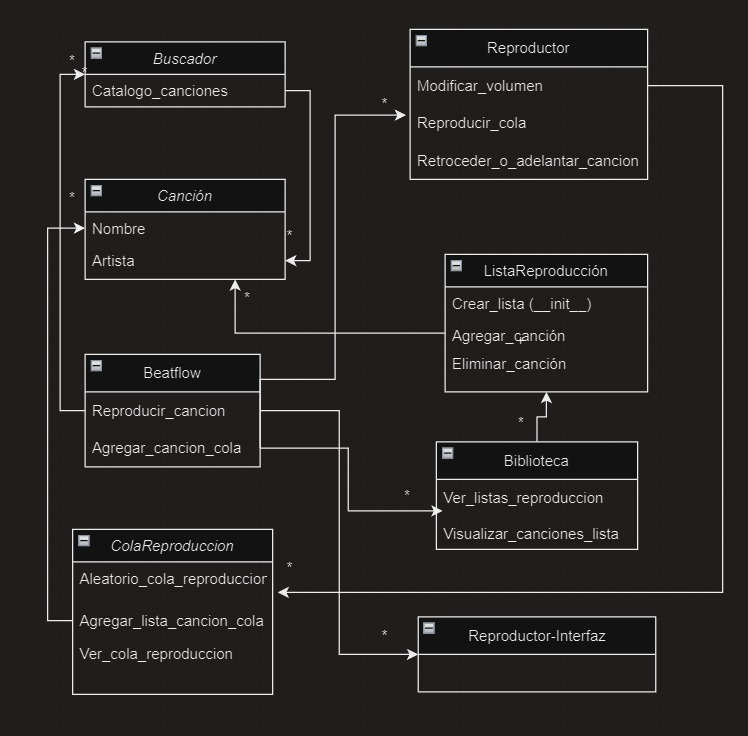 Buscador
Catalogo_canciones
*
*
Reproductor
Modificar_volumen
Reproducir_cola
Retroceder_o_adelantar_cancion
*
Canción
Nombre
Artista
*
*
*
ListaReproducción
Crear_lista (__init__)
Agregar_canción
Eliminar_canción
Beatflow
Reproducir_cancion
Agregar_cancion_cola
*
Biblioteca
Ver_listas_reproduccion
Visualizar_canciones_lista
*
ColaReproduccion
Aleatorio_cola_reproduccior
Agregar_lista_cancion_cola
Ver_cola_reproduccion
*
Reproductor-Interfaz
*